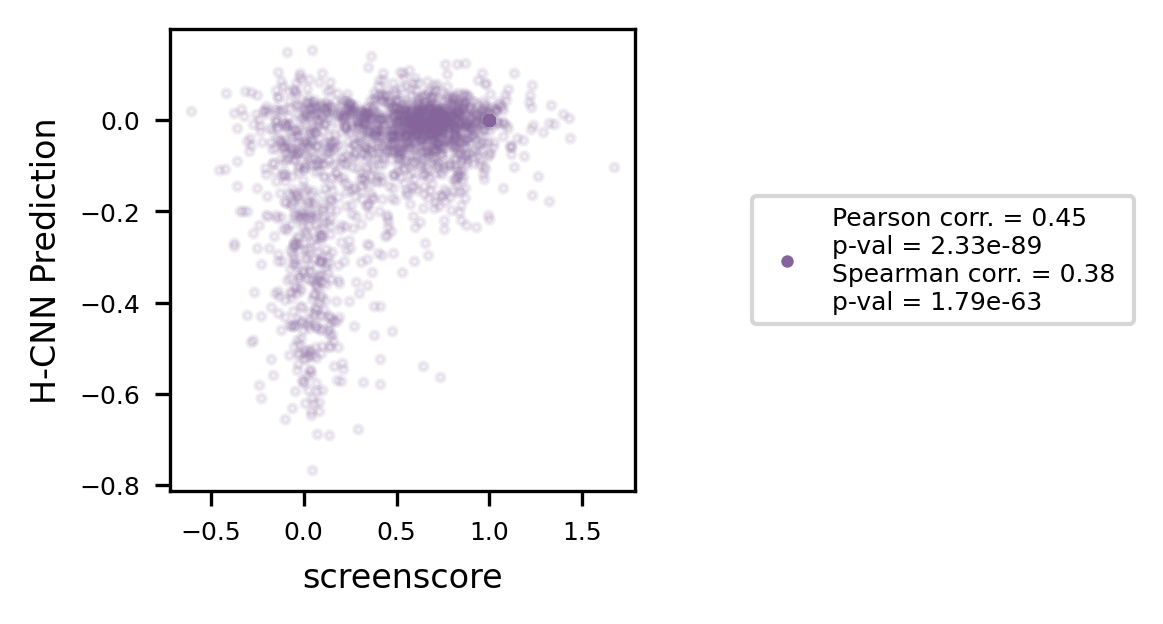 H-CNN Prediction
0.0
−0.2
−0.4
−0.6
−0.8
−0.5
0.0
0.5
1.0
1.5
screenscore
Pearson corr. = 0.45
p-val = 2.33e-89
Spearman corr. = 0.38
p-val = 1.79e-63